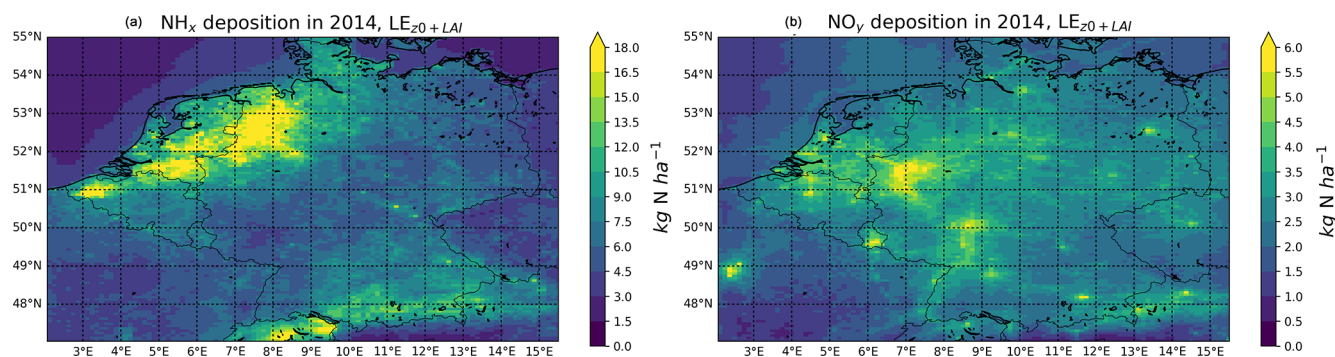 (a) NHx deposition in 2014, LEz0+LAI
55°N
54°N
53°N
52°N
51°N
50°N
49°N
48°N
3°E 4°E 5°E 6°E 7°E 8°E 9°E 10°E 11°E 12°E 13°E 14°E 15°E
18.0
16.5
15.0
13.5
12.0
10.5
9.0
7.5
6.0
4.5
3.0
1.5
0.0
kg N ha−1
(b) NOy deposition in 2014, LEz0+LAI
55°N
54°N
53°N
52°N
51°N
50°N
49°N
48°N
3°E 4°E 5°E 6°E 7°E 8°E 9°E 10°E 11°E 12°E 13°E 14°E 15°E
6.0
5.5
5.0
4.5
4.0
3.5
3.0
2.5
2.0
1.5
1.0
0.5
0.0
kg N ha−1